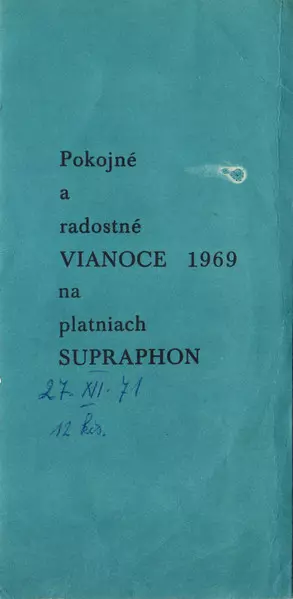 Pokojné
a
radostné
VIANOCE 1969
na
platniach
SUPRAPHON
27. XII. 71
12 kčs.